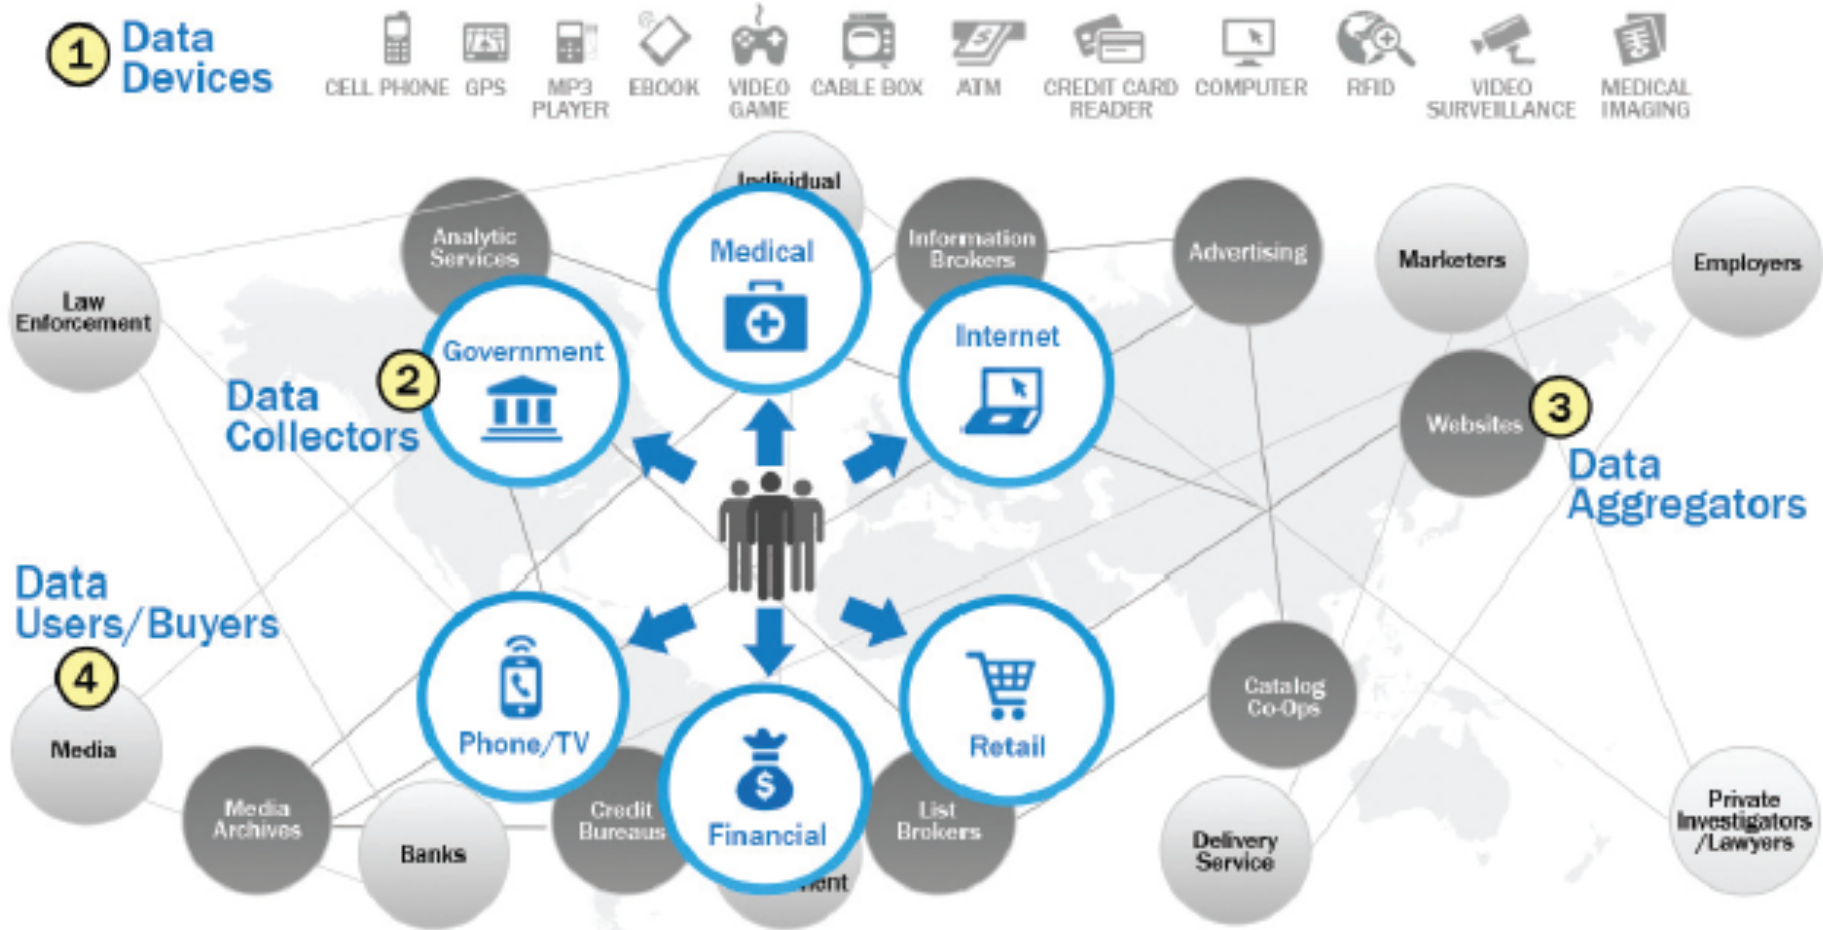 1
Data
Devices
CELL PHONE
GPS
MP3
PLAYER
EBOOK
VIDEO
GAME
CABLE BOX
ATM
CREDIT CARD
READER
COMPUTER
RFID
VIDEO
SURVEILLANCE
MEDICAL
IMAGING
Individual
Analytic
Services
Medical
Information
Brokers
Advertising
Marketers
Employers
Law
Enforcement
Government
Internet
2
Data
Collectors
Websites
3
Data
Aggregators
Data
Users/Buyers
4
Media
Phone/TV
$
Financial
Retail
Catalog
Co-Ops
Media
Archives
Banks
Credit
Bureaus
List
Brokers
Delivery
Service
Private
Investigators
/Lawyers